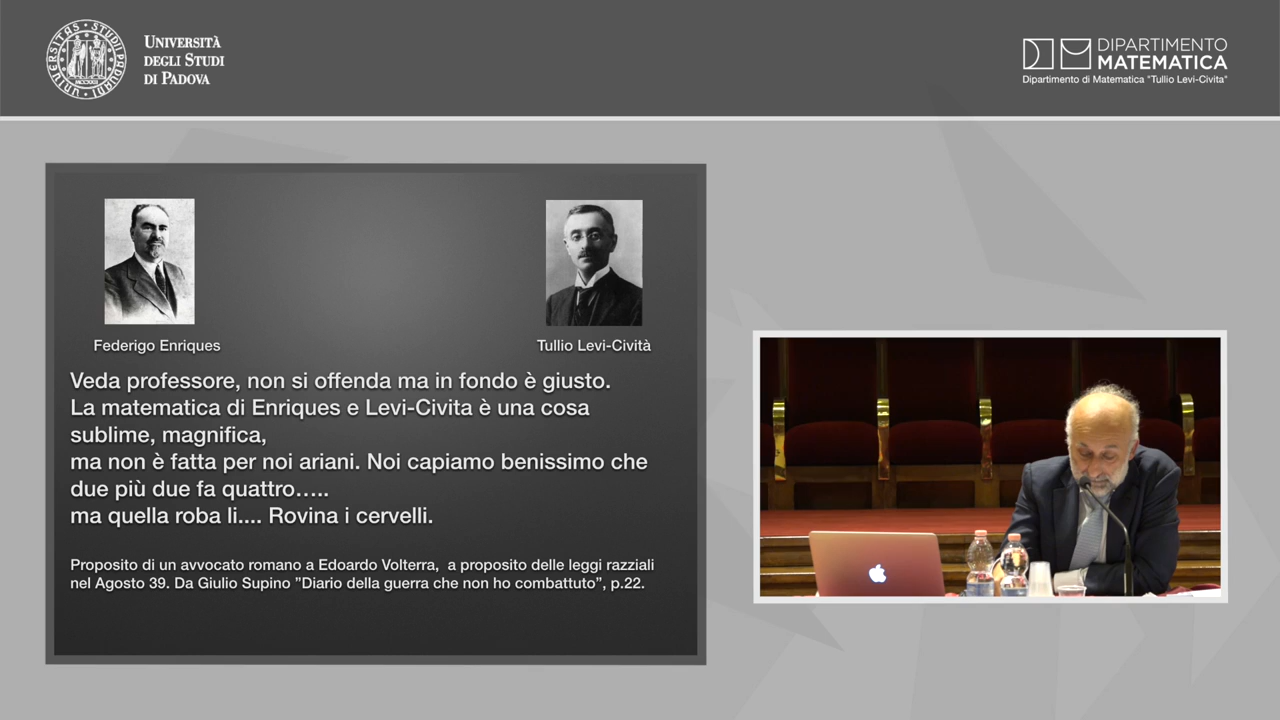 UNIVERSITÀ
DEGLI STUDI
DI PADOVA
DIPARTIMENTO
MATEMATICA
Dipartimento di Matematica "Tullio Levi-Civita"
Federigo Enriques
Tullio Levi-Cività
Veda professore, non si offenda ma in fondo è giusto.
La matematica di Enriques e Levi-Civita è una cosa
sublime, magnifica,
ma non è fatta per noi ariani. Noi capiamo benissimo che
due più due fa quattro…..
ma quella roba li.... Rovina i cervelli.
Proposito di un avvocato romano a Edoardo Volterra,  a proposito delle leggi razziali
nel Agosto 39. Da Giulio Supino ”Diario della guerra che non ho combattuto”, p.22.